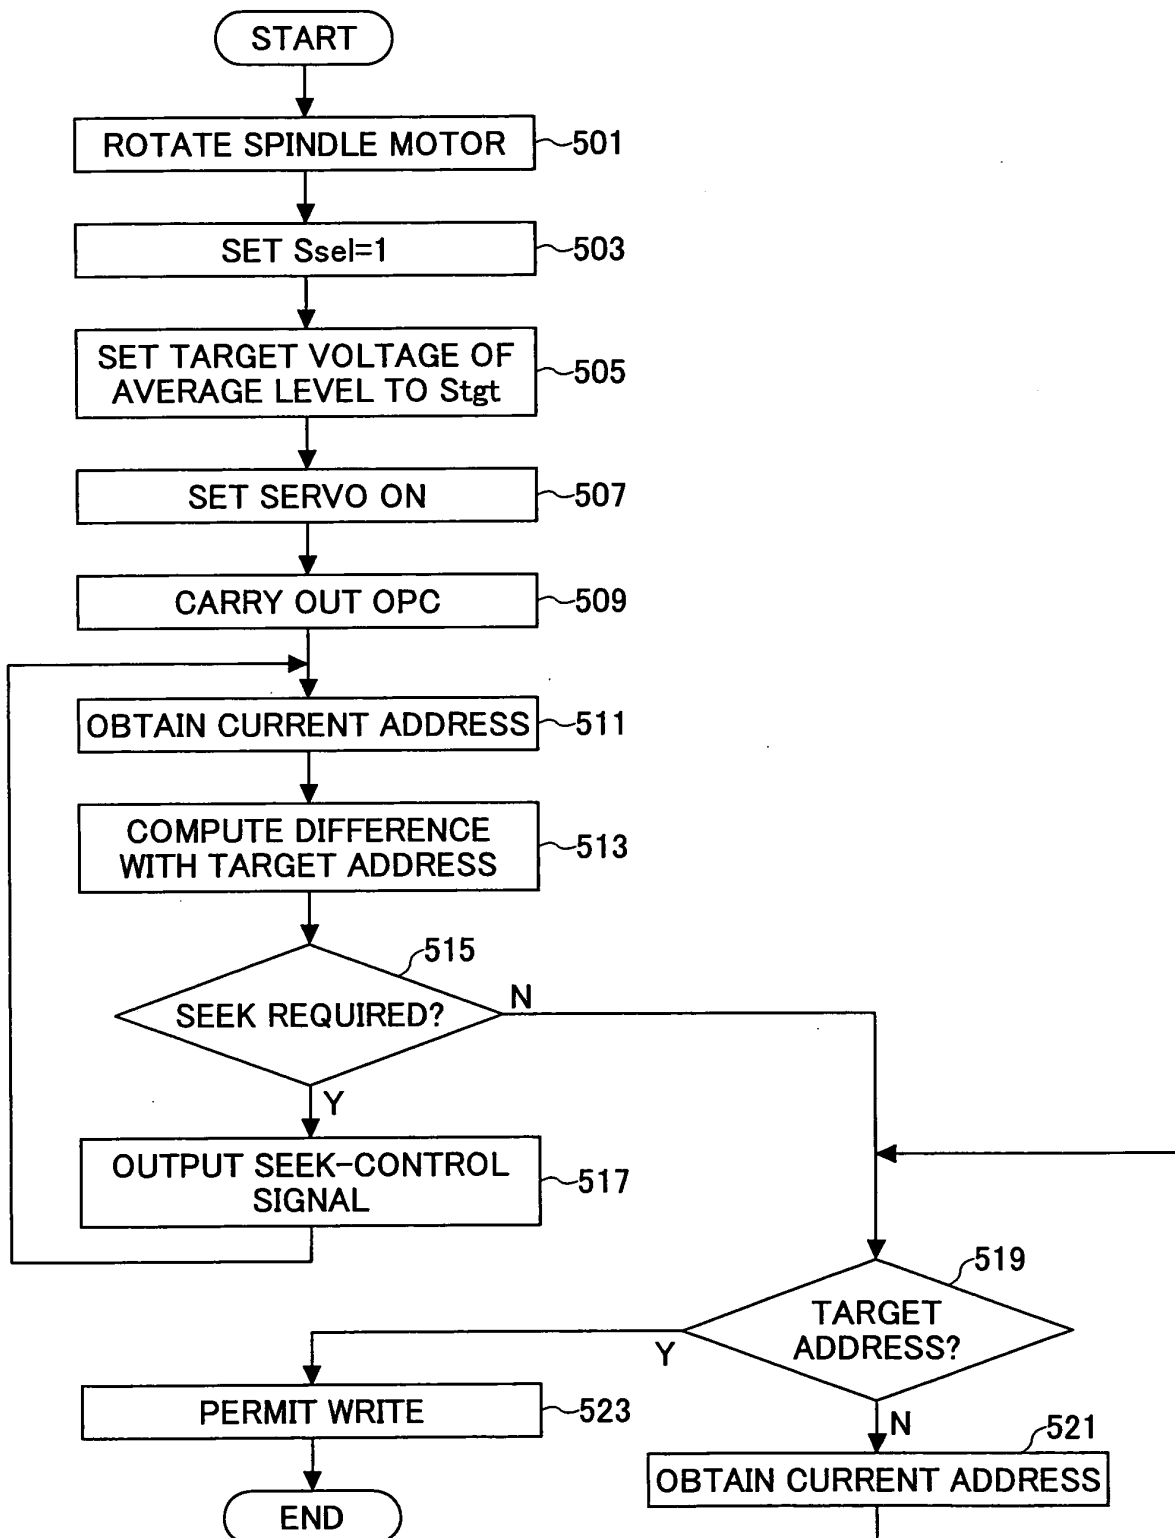 START
ROTATE SPINDLE MOTOR
501
SET Ssel=1
503
SET TARGET VOLTAGE OF
AVERAGE LEVEL TO Stgt
505
SET SERVO ON
507
CARRY OUT OPC
509
OBTAIN CURRENT ADDRESS
511
COMPUTE DIFFERENCE
WITH TARGET ADDRESS
513
515
SEEK REQUIRED?
N
Y
OUTPUT SEEK-CONTROL
SIGNAL
517
519
TARGET
ADDRESS?
Y
N
PERMIT WRITE
523
521
OBTAIN CURRENT ADDRESS
END